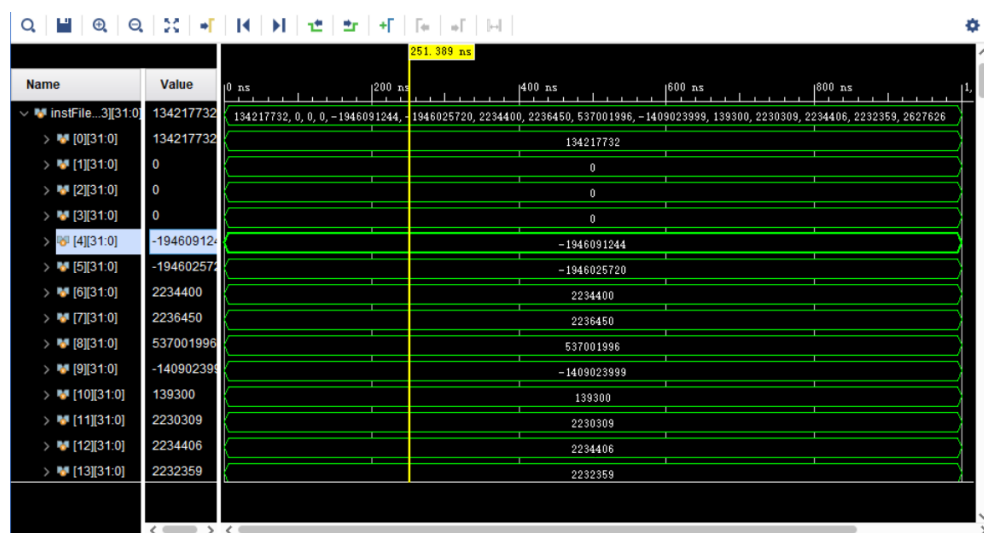 251.389 ns
Name Value 0 ns 200 ns 400 ns 600 ns 800 ns 1,
instFile...3][31:0] 134217732 134217732, 0, 0, 0, -1946091244, -1946025720, 2234400, 2236450, 537001996, -1409023999, 139300, 2230309, 2234406, 2232359, 2627626
[0][31:0] 134217732 134217732
[1][31:0] 0 0
[2][31:0] 0 0
[3][31:0] 0 0
[4][31:0] -194609124 -1946091244
[5][31:0] -194602572 -1946025720
[6][31:0] 2234400 2234400
[7][31:0] 2236450 2236450
[8][31:0] 537001996 537001996
[9][31:0] -140902399 -1409023999
[10][31:0] 139300 139300
[11][31:0] 2230309 2230309
[12][31:0] 2234406 2234406
[13][31:0] 2232359 2232359